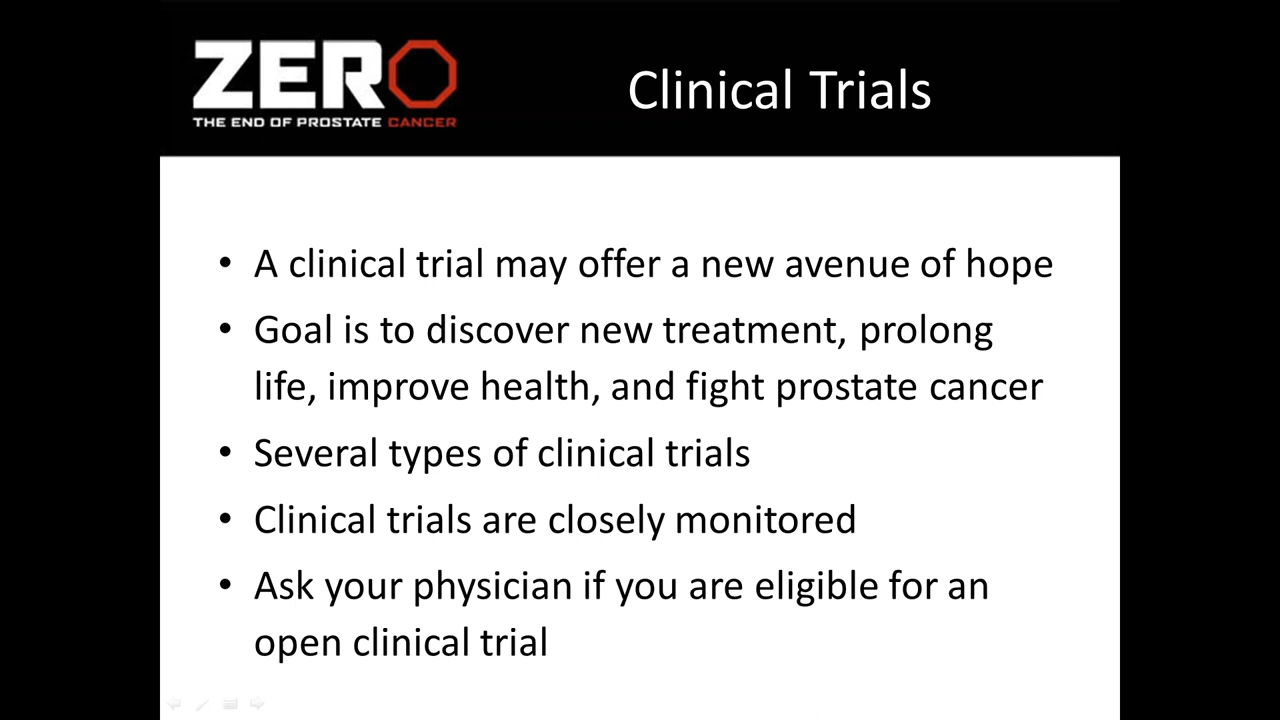 ZERO
THE END OF PROSTATE CANCER
Clinical Trials
• A clinical trial may offer a new avenue of hope
• Goal is to discover new treatment, prolong
life, improve health, and fight prostate cancer
• Several types of clinical trials
• Clinical trials are closely monitored
• Ask your physician if you are eligible for an
open clinical trial